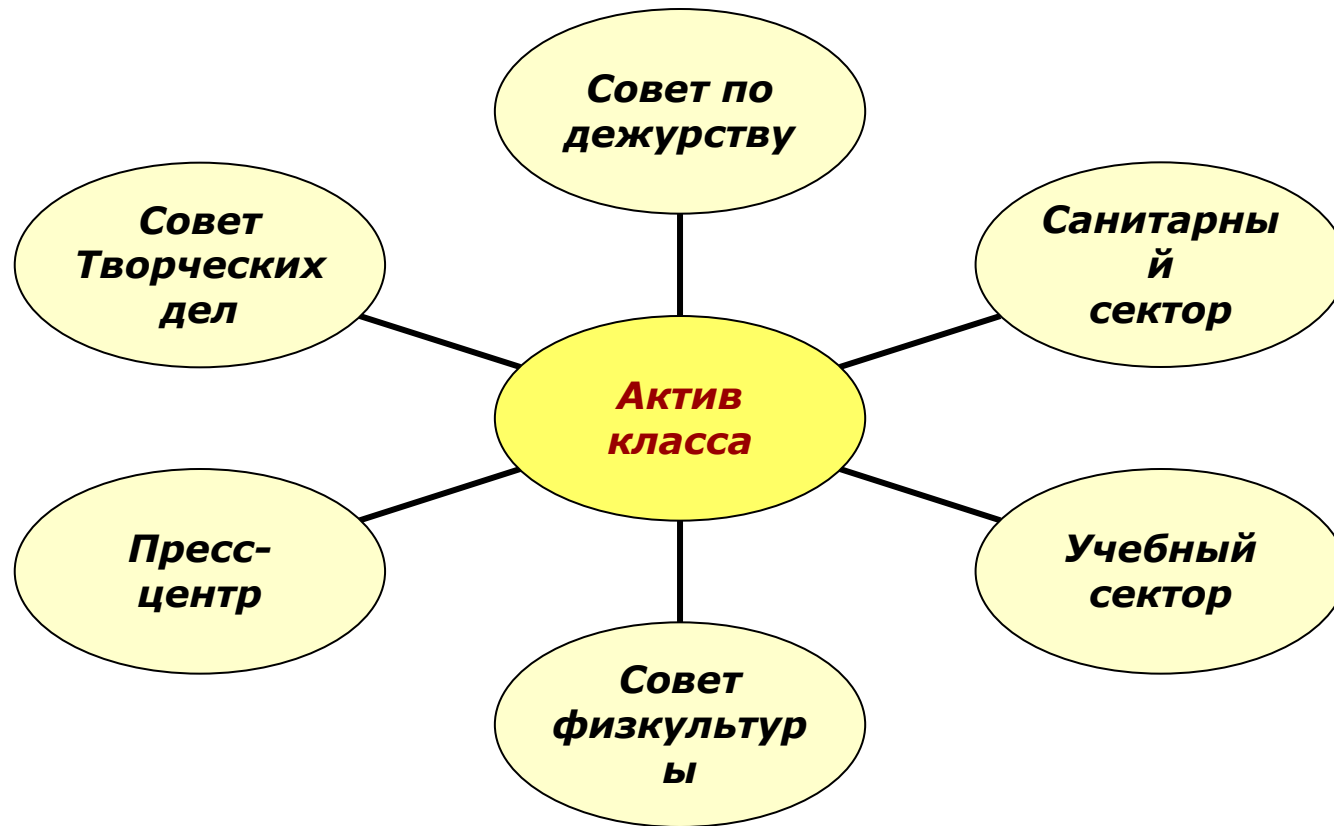 Совет по
дежурству
Совет
Творческих
дел
Санитарны
й
сектор
Актив
класса
Пресс-
центр
Учебный
сектор
Совет
физкультур
ы